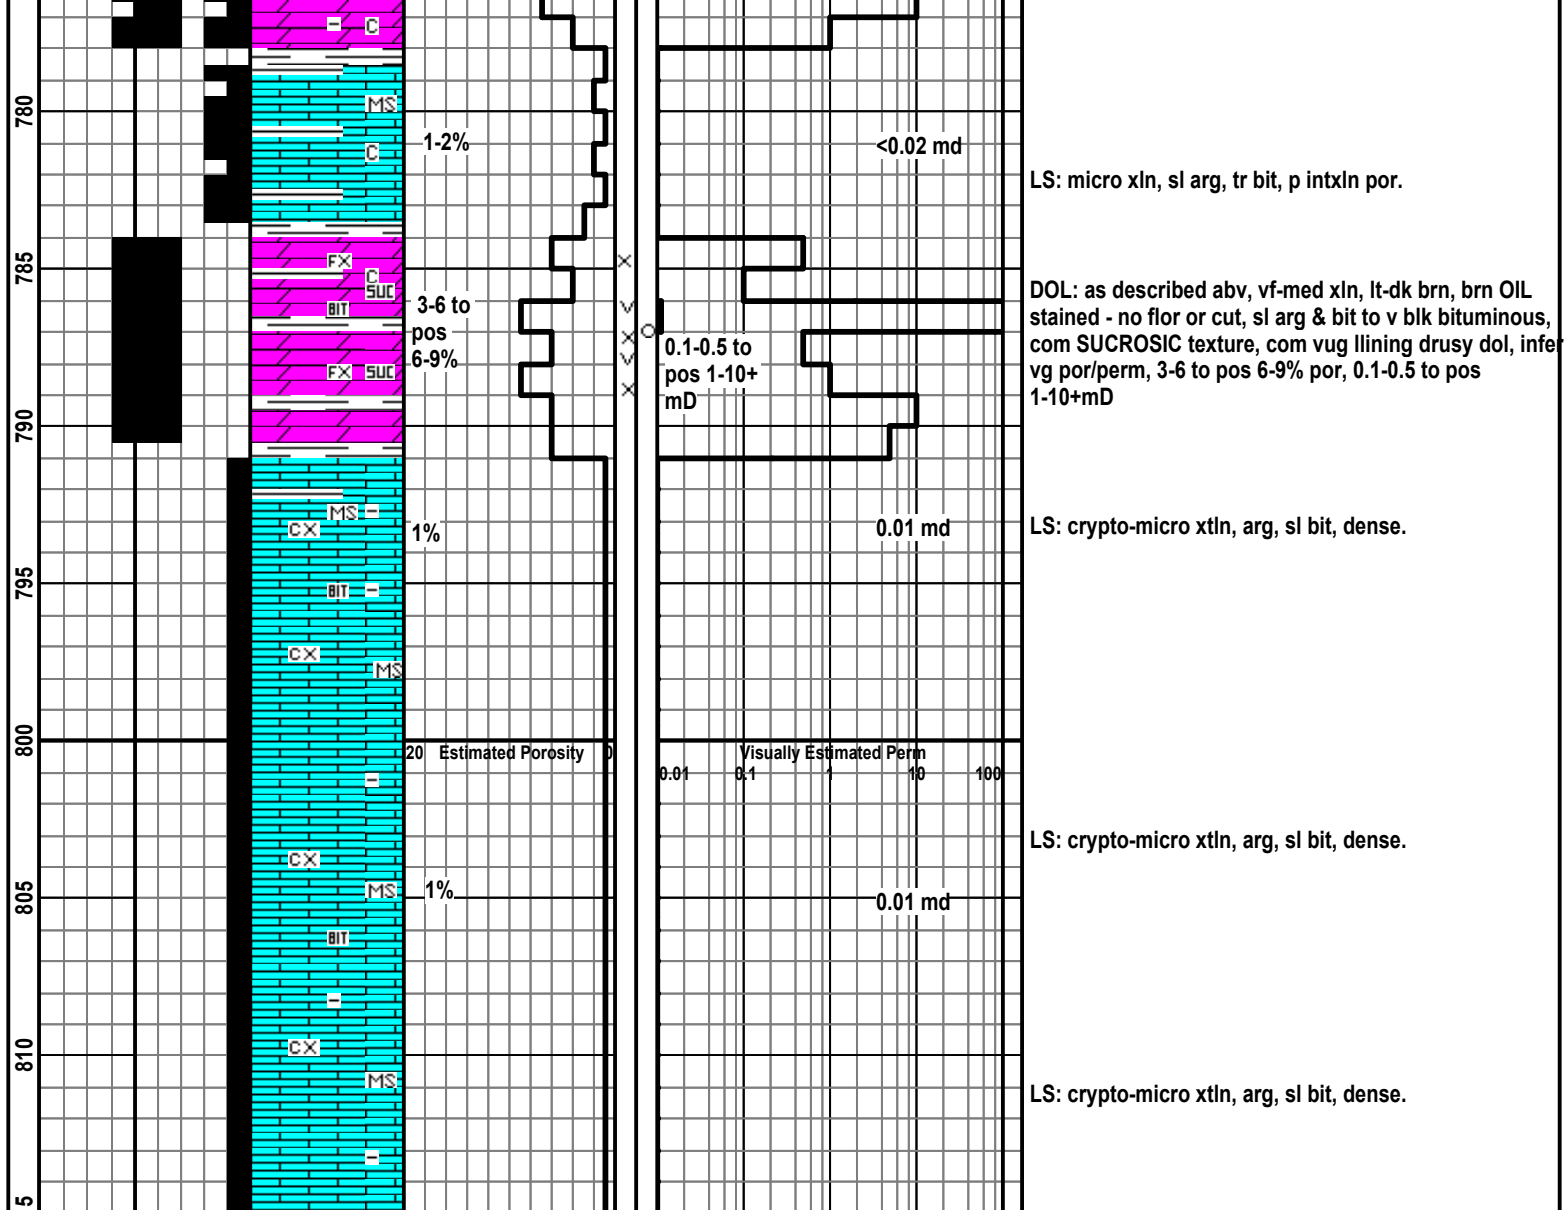 C
780
MS
1-2%
C
<0.02 md
LS: micro xln, sl arg, tr bit, p intxln por.
785
FX
C
SUC
BIT
3-6 to
pos
6-9%
X
V
X
O
V
X
0.1-0.5 to
pos 1-10+
mD
DOL: as described abv, vf-med xln, lt-dk brn, brn OIL
stained - no flor or cut, sl arg & bit to v blk bituminous,
com SUCROSIC texture, com vug llining drusy dol, infer
vg por/perm, 3-6 to pos 6-9% por, 0.1-0.5 to pos
1-10+mD
FX SUC
790
MS
CX
1%
0.01 md
LS: crypto-micro xtln, arg, sl bit, dense.
795
BIT
CX
MS
800
20 Estimated Porosity 0
Visually Estimated Perm
0.01 0.1 1 10 100
LS: crypto-micro xtln, arg, sl bit, dense.
CX
805
MS
1%
0.01 md
BIT
810
CX
MS
LS: crypto-micro xtln, arg, sl bit, dense.
5